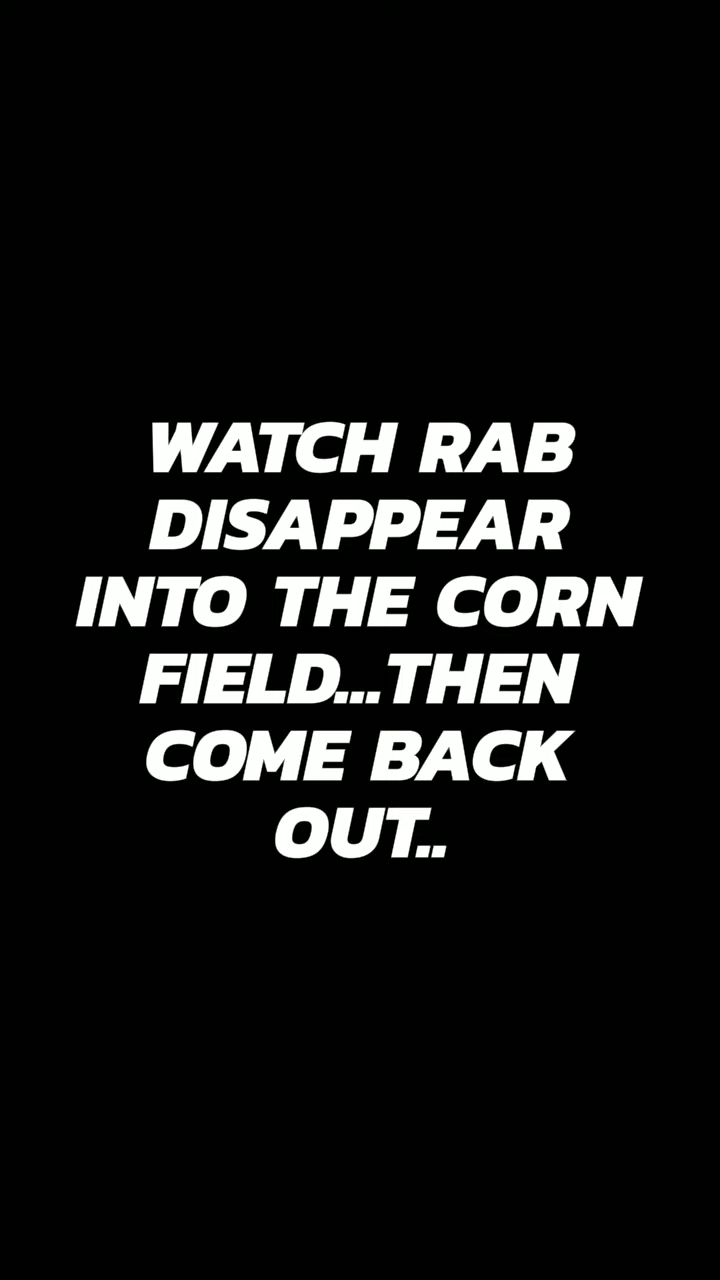 WATCH RAB
DISAPPEAR
INTO THE CORN
FIELD...THEN
COME BACK
OUT..